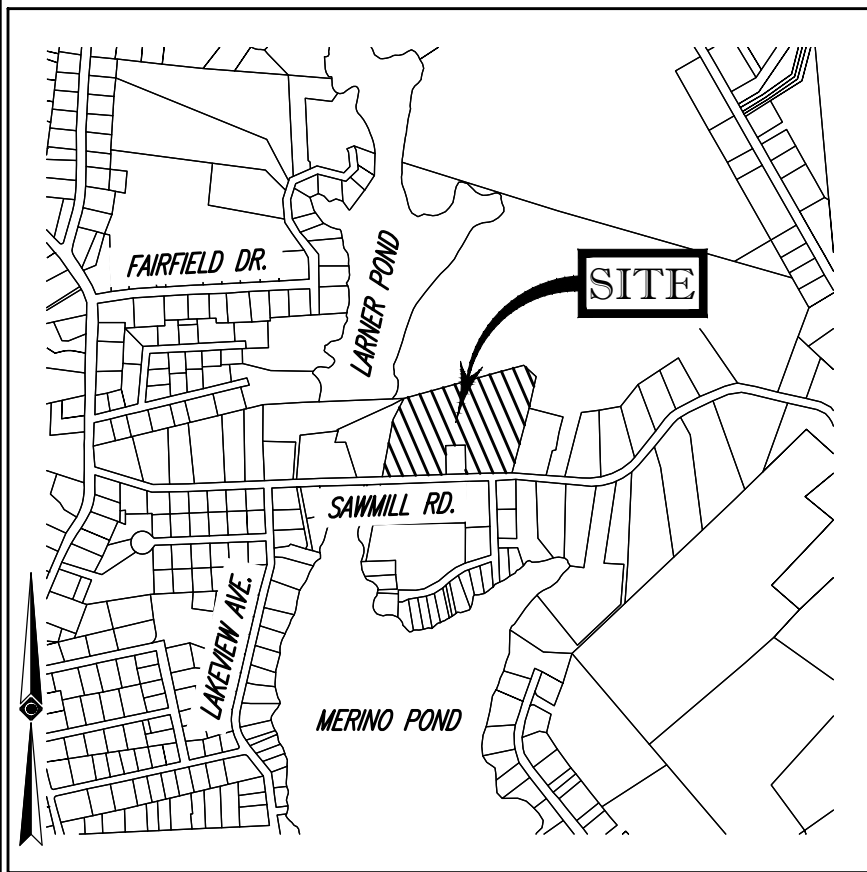 FAIRFIELD DR.
LARNER POND
SITE
SAWMILL RD.
LAKEVIEW AVE.
MERINO POND